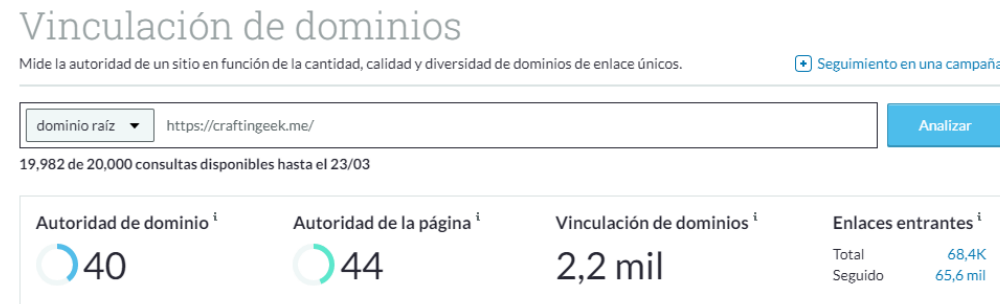 Vinculación de dominios
Mide la autoridad de un sitio en función de la cantidad, calidad y diversidad de dominios de enlace únicos.
Seguimiento en una campaña
dominio raíz
https://craftingeek.me/
Analizar
19,982 de 20,000 consultas disponibles hasta el 23/03
Autoridad de dominio i
40
Autoridad de la página i
44
Vinculación de dominios i
2,2 mil
Enlaces entrantes i
Total 68,4K
Seguido 65,6 mil